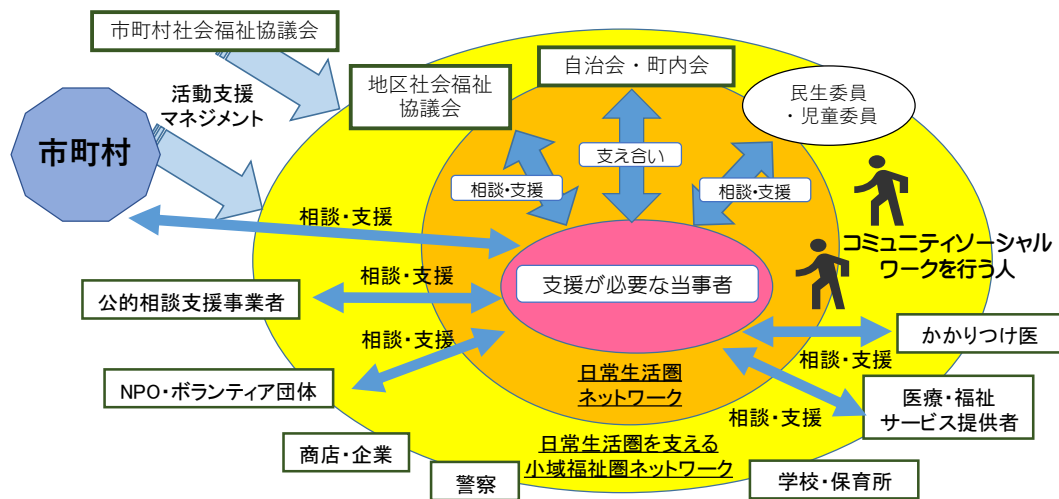 市町村社会福祉協議会
自治会・町内会
地区社会福祉
協議会
民生委員
・児童委員
活動支援
マネジメント
市町村
支え合い
相談・支援
相談・支援
相談・支援
コミュニティソーシャル
ワークを行う人
相談・支援
支援が必要な当事者
公的相談支援事業者
相談・支援
かかりつけ医
相談・支援
日常生活圏
ネットワーク
NPO・ボランティア団体
医療・福祉
サービス提供者
相談・支援
日常生活圏を支える
小域福祉圏ネットワーク
商店・企業
警察
学校・保育所